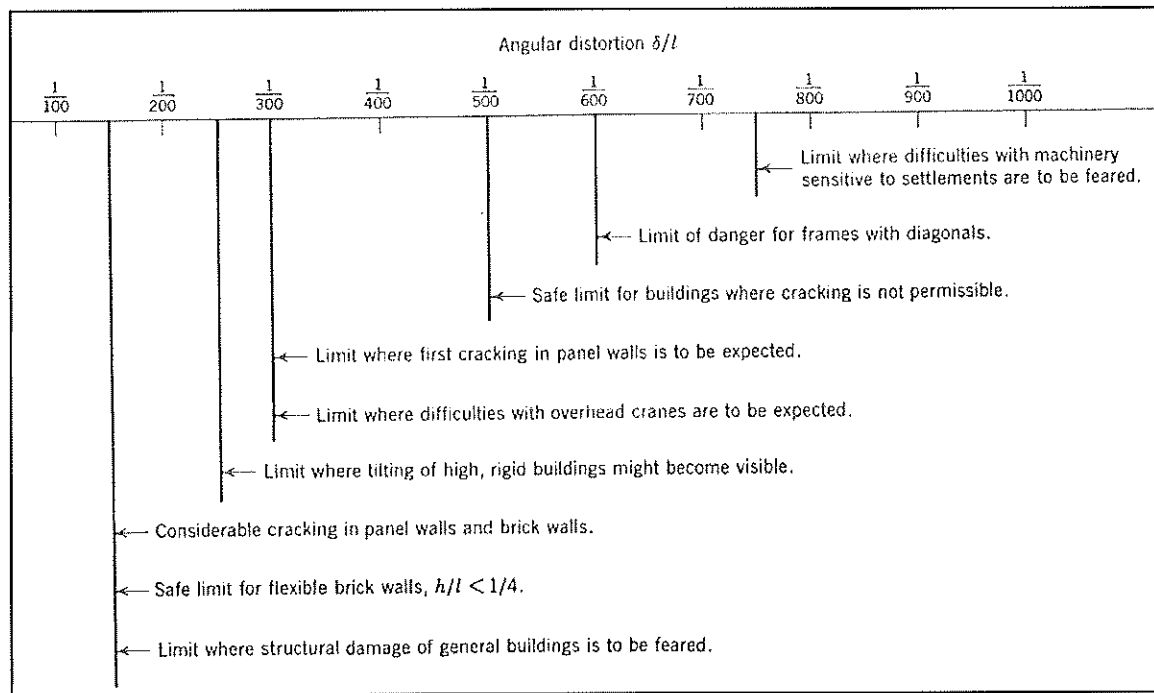 Angular distortion δ/l
1/100 1/200 1/300 1/400 1/500 1/600 1/700 1/800 1/900 1/1000
Limit where difficulties with machinery
sensitive to settlements are to be feared.
Limit of danger for frames with diagonals.
Safe limit for buildings where cracking is not permissible.
Limit where first cracking in panel walls is to be expected.
Limit where difficulties with overhead cranes are to be expected.
Limit where tilting of high, rigid buildings might become visible.
Considerable cracking in panel walls and brick walls.
Safe limit for flexible brick walls, h/l < 1/4.
Limit where structural damage of general buildings is to be feared.